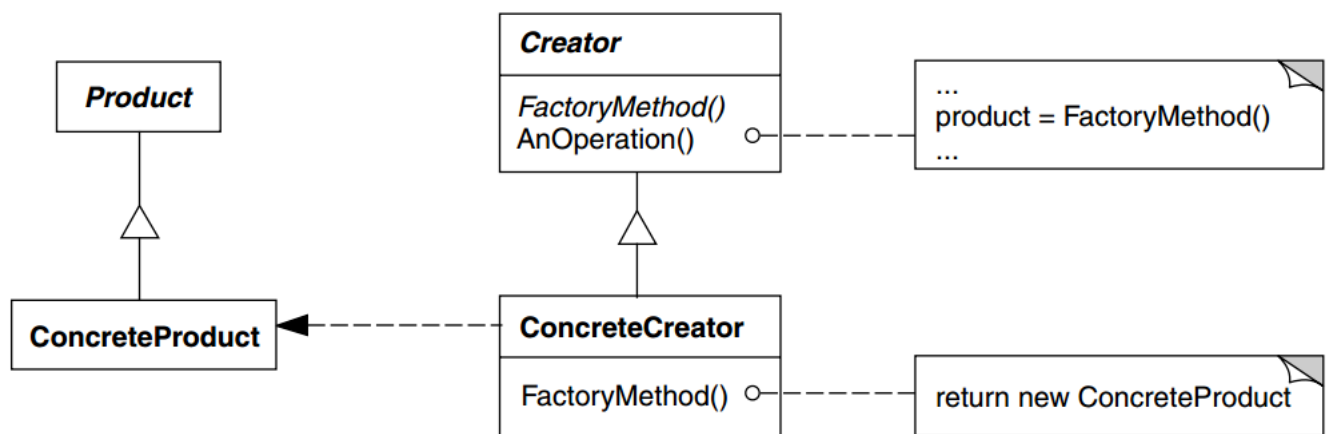 Product
ConcreteProduct
Creator
FactoryMethod()
AnOperation()
...
product = FactoryMethod()
...
ConcreteCreator
FactoryMethod()
return new ConcreteProduct